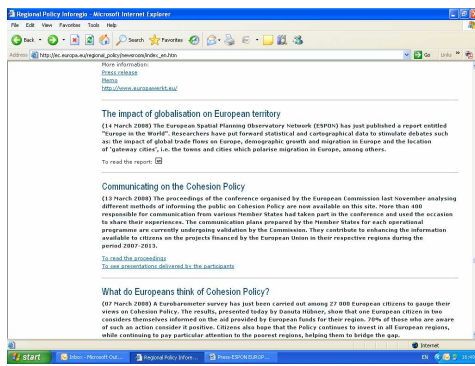 Regional Policy Inforegio - Microsoft Internet Explorer
File Edit View Favorites Tools Help
Back Search Favorites
Address http://ec.europa.eu/regional_policy/newsroom/index_en.htm Go Links
More information:
Press release
Memo
http://www.europawerkt.eu/
The impact of globalisation on European territory
(14 March 2008) The European Spatial Planning Observatory Network (ESPON) has just published a report entitled
"Europe in the World". Researchers have put forward statistical and cartographical data to stimulate debates such
as: the impact of global trade flows on Europe, demographic growth and migration in Europe and the location
of 'gateway cities', i.e. the towns and cities which polarise migration in Europe, among others.
To read the report:
Communicating on the Cohesion Policy
(13 March 2008) The proceedings of the conference organised by the European Commission last November analysing
different methods of informing the public on Cohesion Policy are now available on this site. More than 400
responsible for communication from various Member States had taken part in the conference and used the occasion
to share their experiences. The communication plans prepared by the Member States for each operational
programme are currently undergoing validation by the Commission. They contribute to enhancing the information
available to citizens on the projects financed by the European Union in their respective regions during the
period 2007-2013.
To read the proceedings
To see presentations delivered by the participants
What do Europeans think of Cohesion Policy?
(07 March 2008) A Eurobarometer survey has just been carried out among 27 000 European citizens to gauge their
views on Cohesion Policy. The results, presented today by Danuta Hübner, show that one European citizen in two
considers themselves informed on the aid provided by European funds for their region. 70% of those who are aware
of such an action consider it positive. Citizens also hope that the Policy continues to invest in all European regions,
while continuing to pay particular attention to the poorest regions, helping them to bridge the gap.
Internet
start Inbox - Microsoft Out... Regional Policy Infore... Press-ESPON EUROP... EN